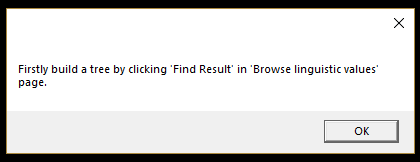 Firstly build a tree by clicking 'Find Result' in 'Browse linguistic values'
page.
OK